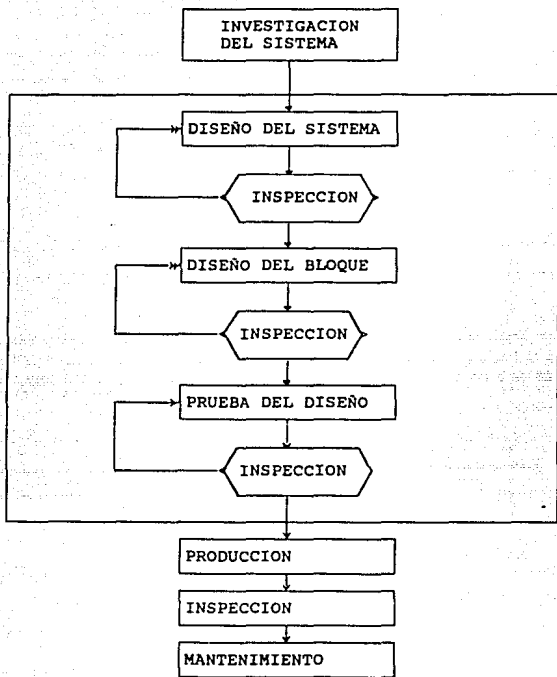 INVESTIGACION
DEL SISTEMA
DISEÑO DEL SISTEMA
INSPECCION
DISEÑO DEL BLOQUE
INSPECCION
PRUEBA DEL DISEÑO
INSPECCION
PRODUCCION
INSPECCION
MANTENIMIENTO